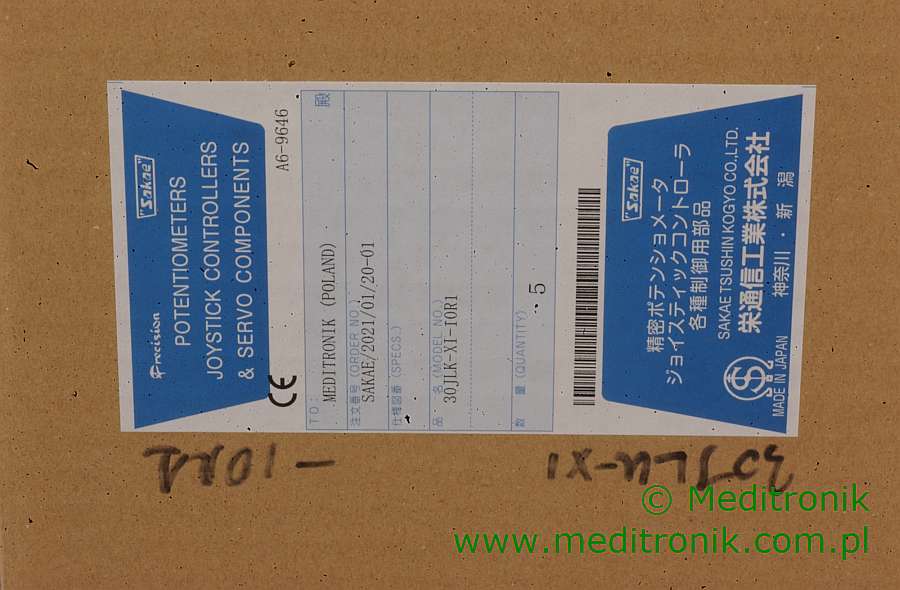 "Sakae"
Precision
POTENTIOMETERS
JOYSTICK CONTROLLERS
& SERVO COMPONENTS
CE
A6-9646
TO: 殿
MEDITRONIK (POLAND)
注文番号 (ORDER NO.)
SAKAE/2021/01/20-01
仕様図番 (SPECS.)
品 名 (MODEL NO.)
30JLK-XI-10R1
数 量 (QUANTITY)
5
"Sakae"
精密ポテンショメータ
ジョイスティックコントローラ
各種制御用部品
SAKAE TSUSHIN KOGYO CO.,LTD.
栄通信工業株式会社
MADE IN JAPAN 神奈川 · 新潟
30JLK-XI
-10R1
© Meditronik
www.meditronik.com.pl